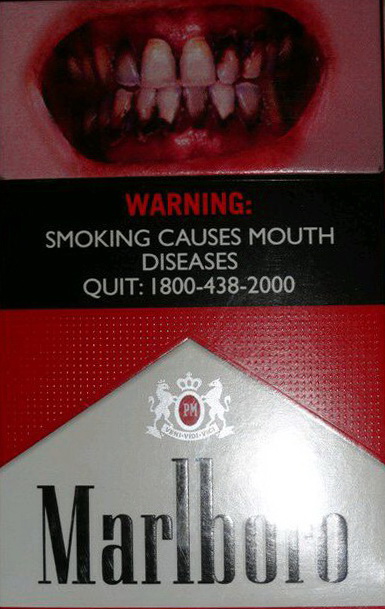 WARNING:
SMOKING CAUSES MOUTH
DISEASES
QUIT: 1800-438-2000
PM
VENI·VIDI·VICI
Marlboro